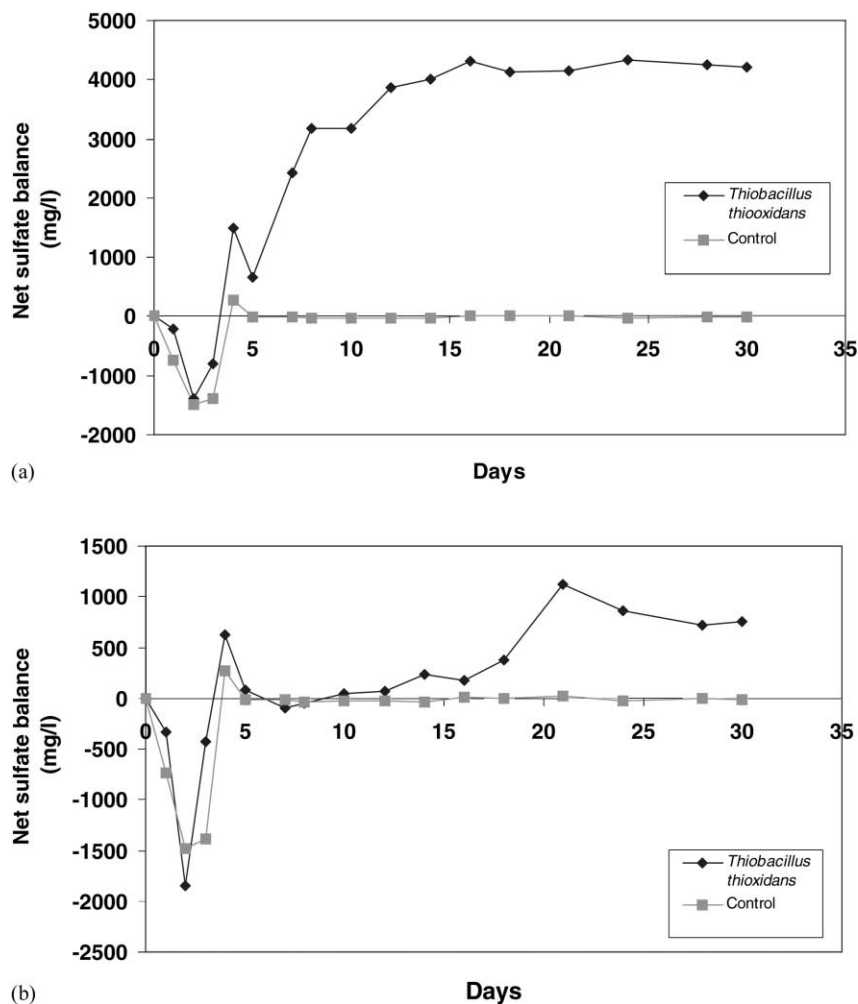 5000
4000
3000
2000
1000
0
-1000
-2000
0 5 10 15 20 25 30 35
Net sulfate balance
(mg/l)
Days
Thiobacillus
thiooxidans
Control
(a)
1500
1000
500
0
-500
-1000
-1500
-2000
-2500
0 5 10 15 20 25 30 35
Net sulfate balance
(mg/l)
Days
Thiobacillus
thioxidans
Control
(b)